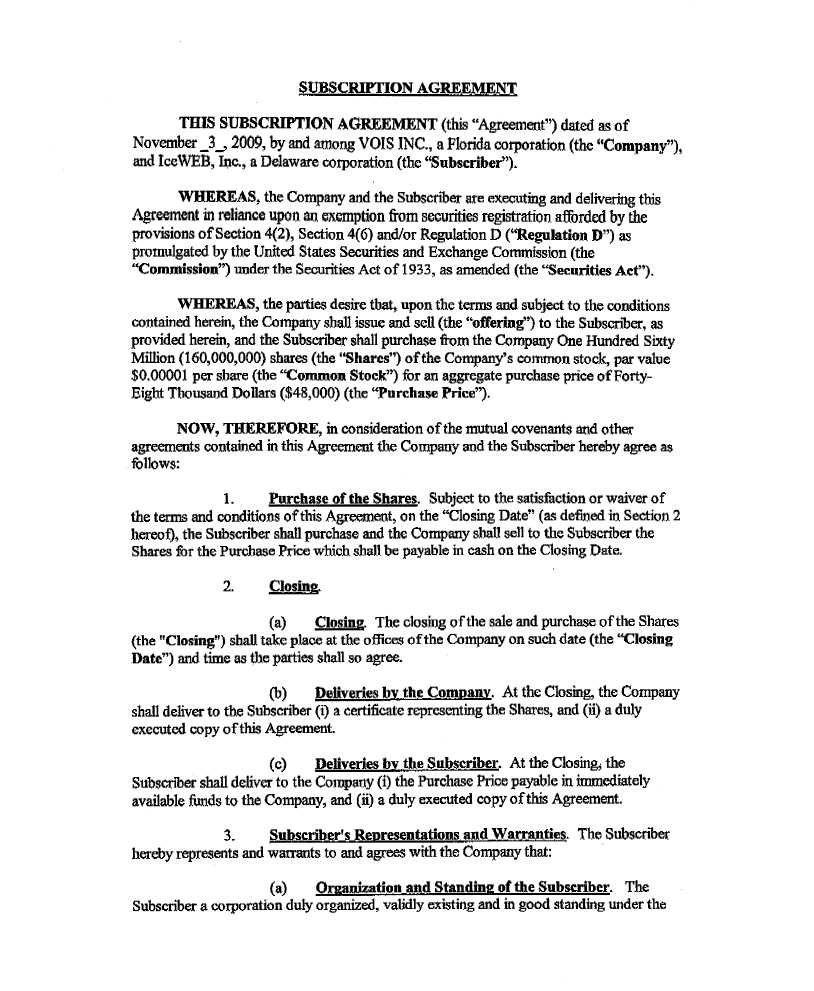 SUBSCRIPTION AGREEMENT
THIS SUBSCRIPTION AGREEMENT (this “Agreement”) dated as of
November _3_, 2009, by and among VOIS INC., a Florida corporation (the “Company”),
and IceWEB, Inc., a Delaware corporation (the “Subscriber”).
WHEREAS, the Company and the Subscriber are executing and delivering this
Agreement in reliance upon an exemption from securities registration afforded by the
provisions of Section 4(2), Section 4(6) and/or Regulation D (“Regulation D”) as
promulgated by the United States Securities and Exchange Commission (the
“Commission”) under the Securities Act of 1933, as amended (the “Securities Act”).
WHEREAS, the parties desire that, upon the terms and subject to the conditions
contained herein, the Company shall issue and sell (the “offering”) to the Subscriber, as
provided herein, and the Subscriber shall purchase from the Company One Hundred Sixty
Million (160,000,000) shares (the “Shares”) of the Company’s common stock, par value
$0.00001 per share (the “Common Stock”) for an aggregate purchase price of Forty-
Eight Thousand Dollars ($48,000) (the “Purchase Price”).
NOW, THEREFORE, in consideration of the mutual covenants and other
agreements contained in this Agreement the Company and the Subscriber hereby agree as
follows:
1. Purchase of the Shares. Subject to the satisfaction or waiver of
the terms and conditions of this Agreement, on the “Closing Date” (as defined in Section 2
hereof), the Subscriber shall purchase and the Company shall sell to the Subscriber the
Shares for the Purchase Price which shall be payable in cash on the Closing Date.
2. Closing.
(a) Closing. The closing of the sale and purchase of the Shares
(the "Closing") shall take place at the offices of the Company on such date (the “Closing
Date”) and time as the parties shall so agree.
(b) Deliveries by the Company. At the Closing, the Company
shall deliver to the Subscriber (i) a certificate representing the Shares, and (ii) a duly
executed copy of this Agreement.
(c) Deliveries by the Subscriber. At the Closing, the
Subscriber shall deliver to the Company (i) the Purchase Price payable in immediately
available funds to the Company, and (ii) a duly executed copy of this Agreement.
3. Subscriber's Representations and Warranties. The Subscriber
hereby represents and warrants to and agrees with the Company that:
(a) Organization and Standing of the Subscriber. The
Subscriber a corporation duly organized, validly existing and in good standing under the